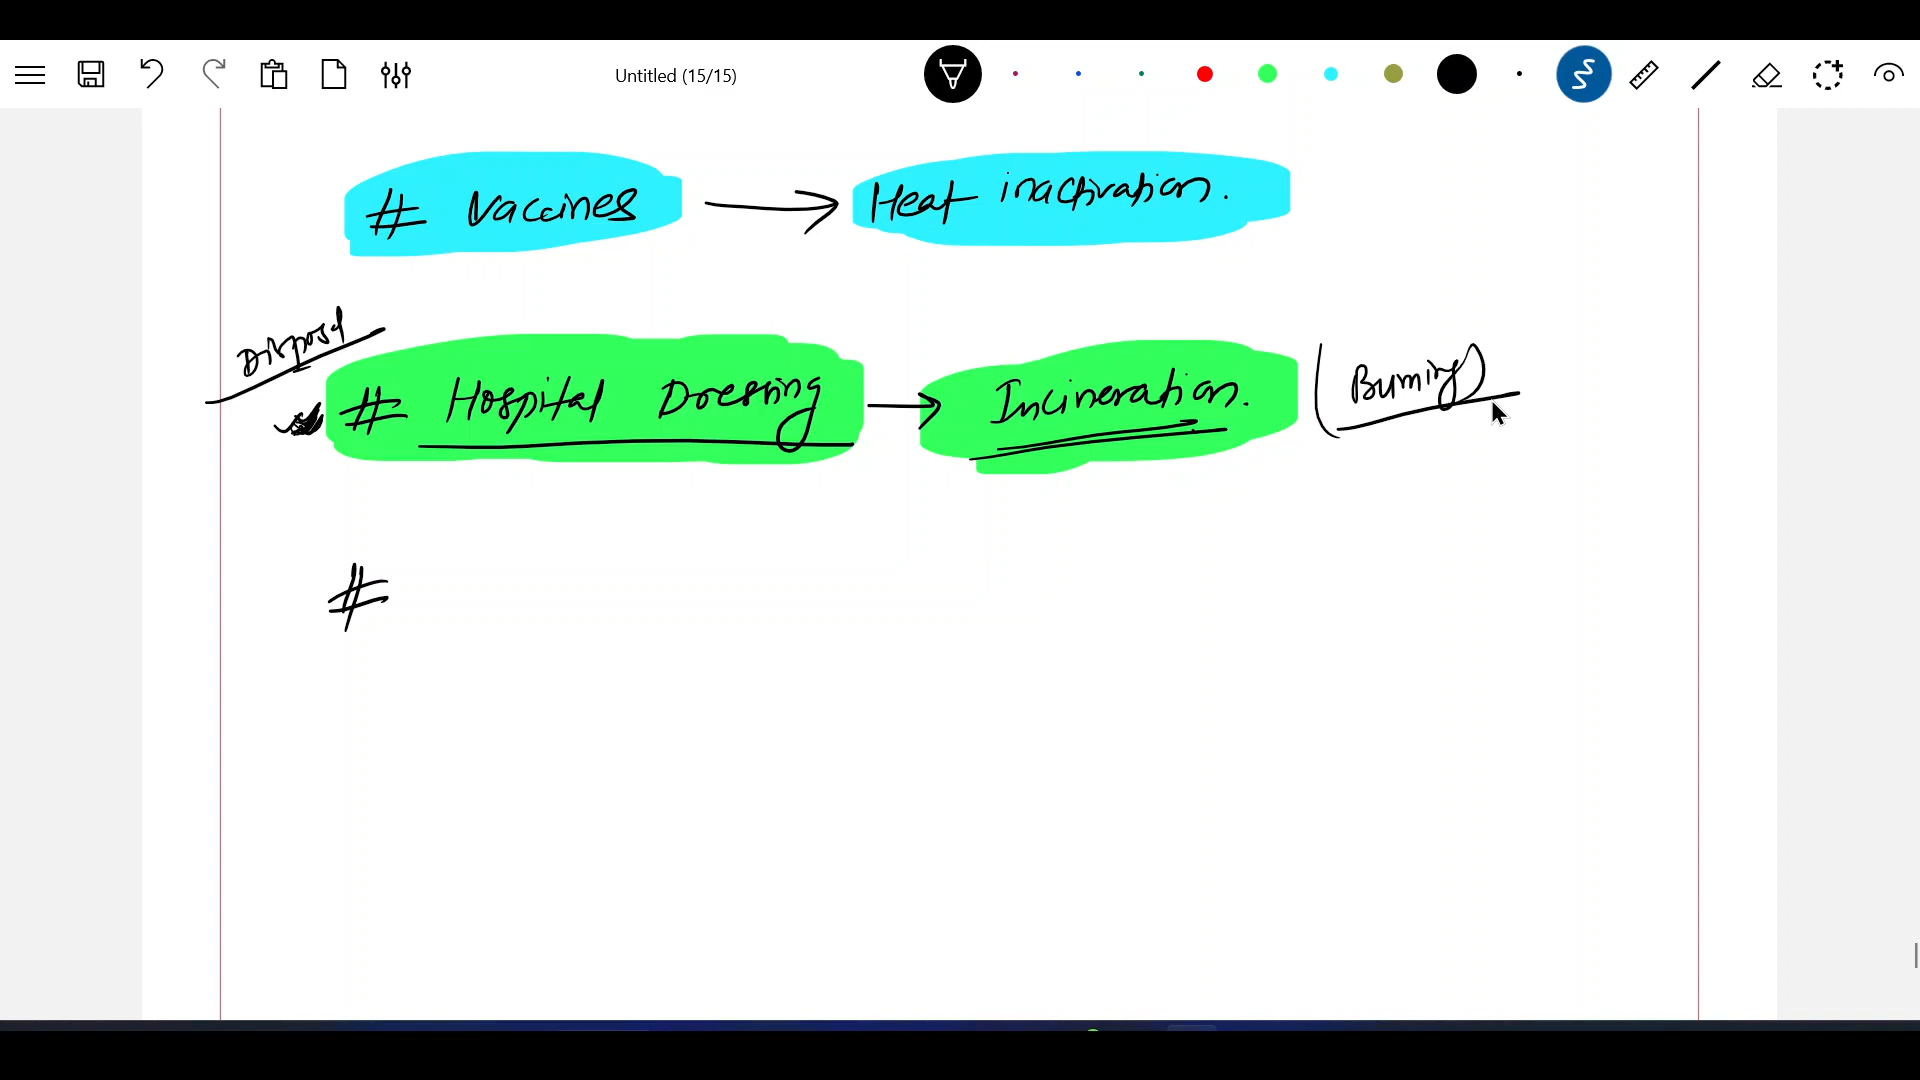 Untitled (15/15)
# Vaccines → Heat inactivation.
Disposal
# Hospital Dressing → Incineration. (Burning)
#